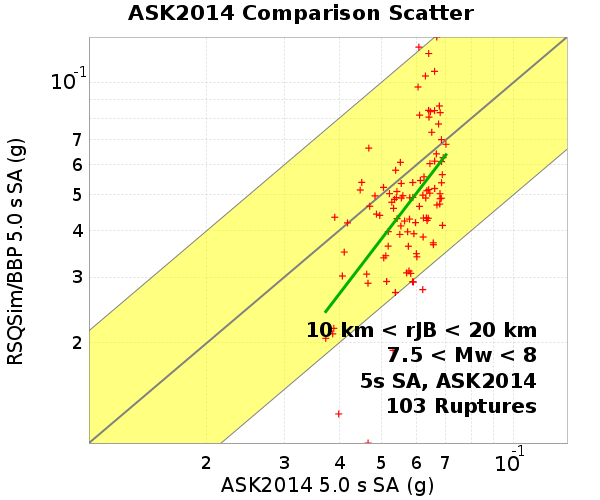 ASK2014 Comparison Scatter
RSQSim/BBP 5.0 s SA (g)
10-1
7
6
5
4
3
2
10 km < rJB < 20 km
7.5 < Mw < 8
5s SA, ASK2014
103 Ruptures
2 3 4 5 6 7 10-1
ASK2014 5.0 s SA (g)